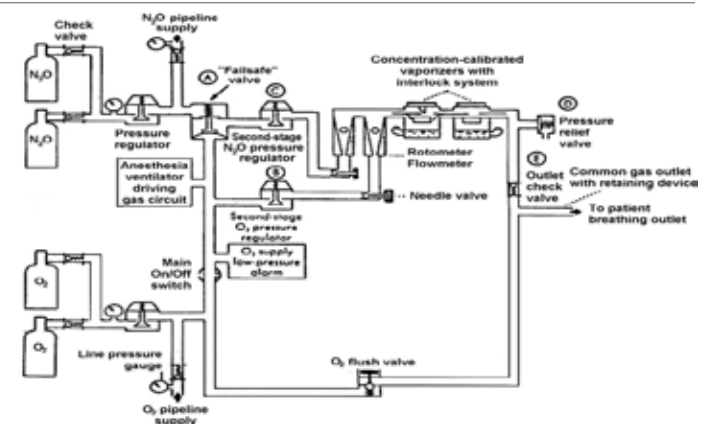 N₂O pipeline
supply
Check
valve
N₂O
N₂O
Pressure
regulator
A
"Failsafe"
valve
C
Second-stage
N₂O pressure
regulator
Concentration-calibrated
vaporizers with
interlock system
D
Pressure
relief
valve
Rotometer
Flowmeter
E
Outlet
check
valve
Common gas outlet
with retaining device
To patient
breathing outlet
Anesthesia
ventilator
driving
gas circuit
B
Needle valve
Second-stage
O₂ pressure
regulator
O₂ supply
low-pressure
alarm
Main
On/Off
switch
O₂
O₂
Line pressure
gauge
O₂ flush valve
O₂ pipeline
supply